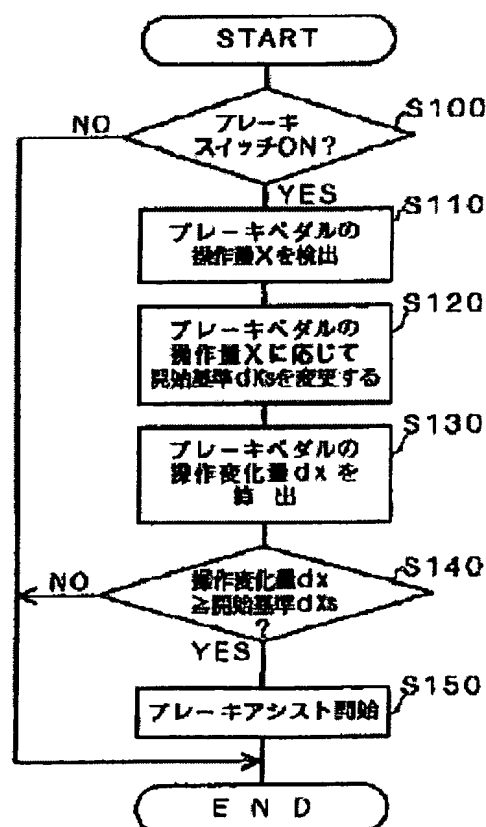 START
NO
ブレーキ
スイッチON?
S100
YES
S110
ブレーキペダルの
操作量Xを検出
S120
ブレーキペダルの
操作量Xに応じて
開始基準dXsを変更する
S130
ブレーキペダルの
操作変化量dxを
算出
S140
NO
操作変化量dx
≧開始基準dXs
?
YES
S150
ブレーキアシスト開始
END